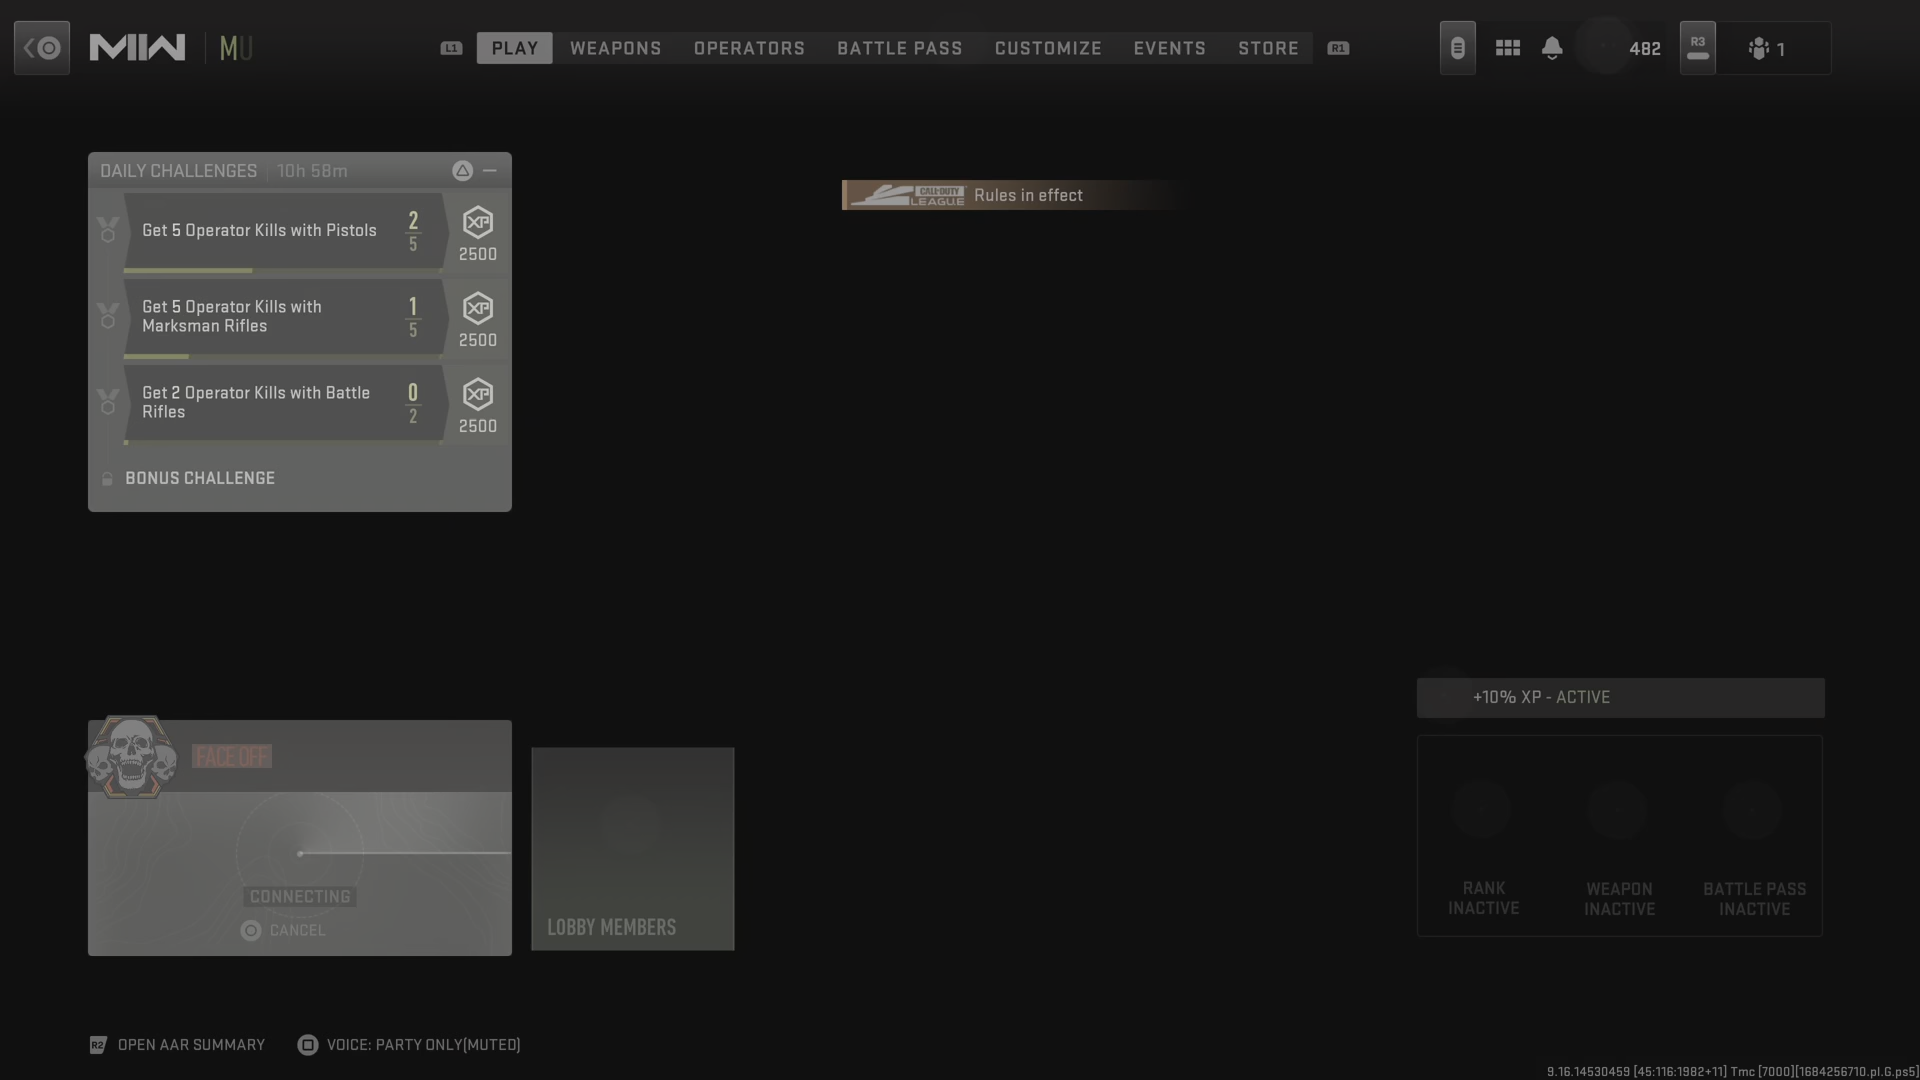 MW | MU
L1 PLAY WEAPONS OPERATORS BATTLE PASS CUSTOMIZE EVENTS STORE R1
482 R3 1
DAILY CHALLENGES 10h 58m
Get 5 Operator Kills with Pistols
2
5
XP
2500
Get 5 Operator Kills with
Marksman Rifles
1
5
XP
2500
Get 2 Operator Kills with Battle
Rifles
0
2
XP
2500
BONUS CHALLENGE
CALL OF DUTY
LEAGUE
Rules in effect
FACE OFF
CONNECTING
CANCEL
LOBBY MEMBERS
+10% XP - ACTIVE
RANK
INACTIVE
WEAPON
INACTIVE
BATTLE PASS
INACTIVE
R2 OPEN AAR SUMMARY VOICE: PARTY ONLY(MUTED)
9.16.14530459 [45:116:1982+11] Tmc [7000][1684256710.pl.G.ps5]